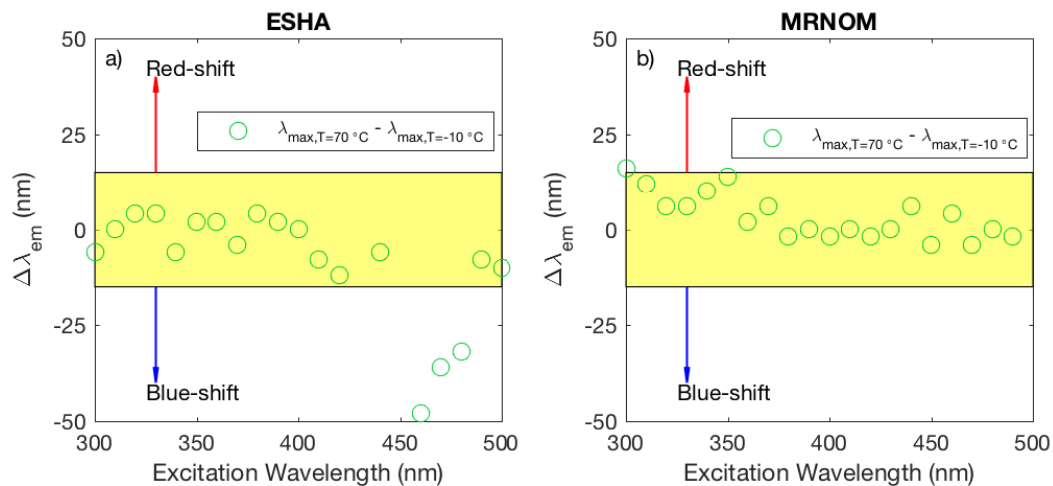 ESHA
a)
Red-shift
λmax,T=70 °C - λmax,T=-10 °C
Blue-shift
50
25
0
-25
-50
Δλem (nm)
300
350
400
450
500
Excitation Wavelength (nm)
MRNOM
b)
Red-shift
λmax,T=70 °C - λmax,T=-10 °C
Blue-shift
50
25
0
-25
-50
Δλem (nm)
300
350
400
450
500
Excitation Wavelength (nm)